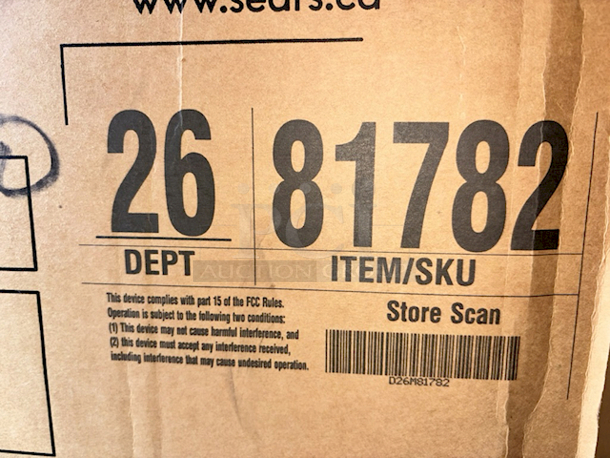 www.sears.ca
26 81782
DEPT ITEM/SKU
AUCTION
This device complies with part 15 of the FCC Rules.
Operation is subject to the following two conditions:
(1) This device may not cause harmful interference, and
(2) this device must accept any interference received,
including interference that may cause undesired operation.
Store Scan
D26M81782